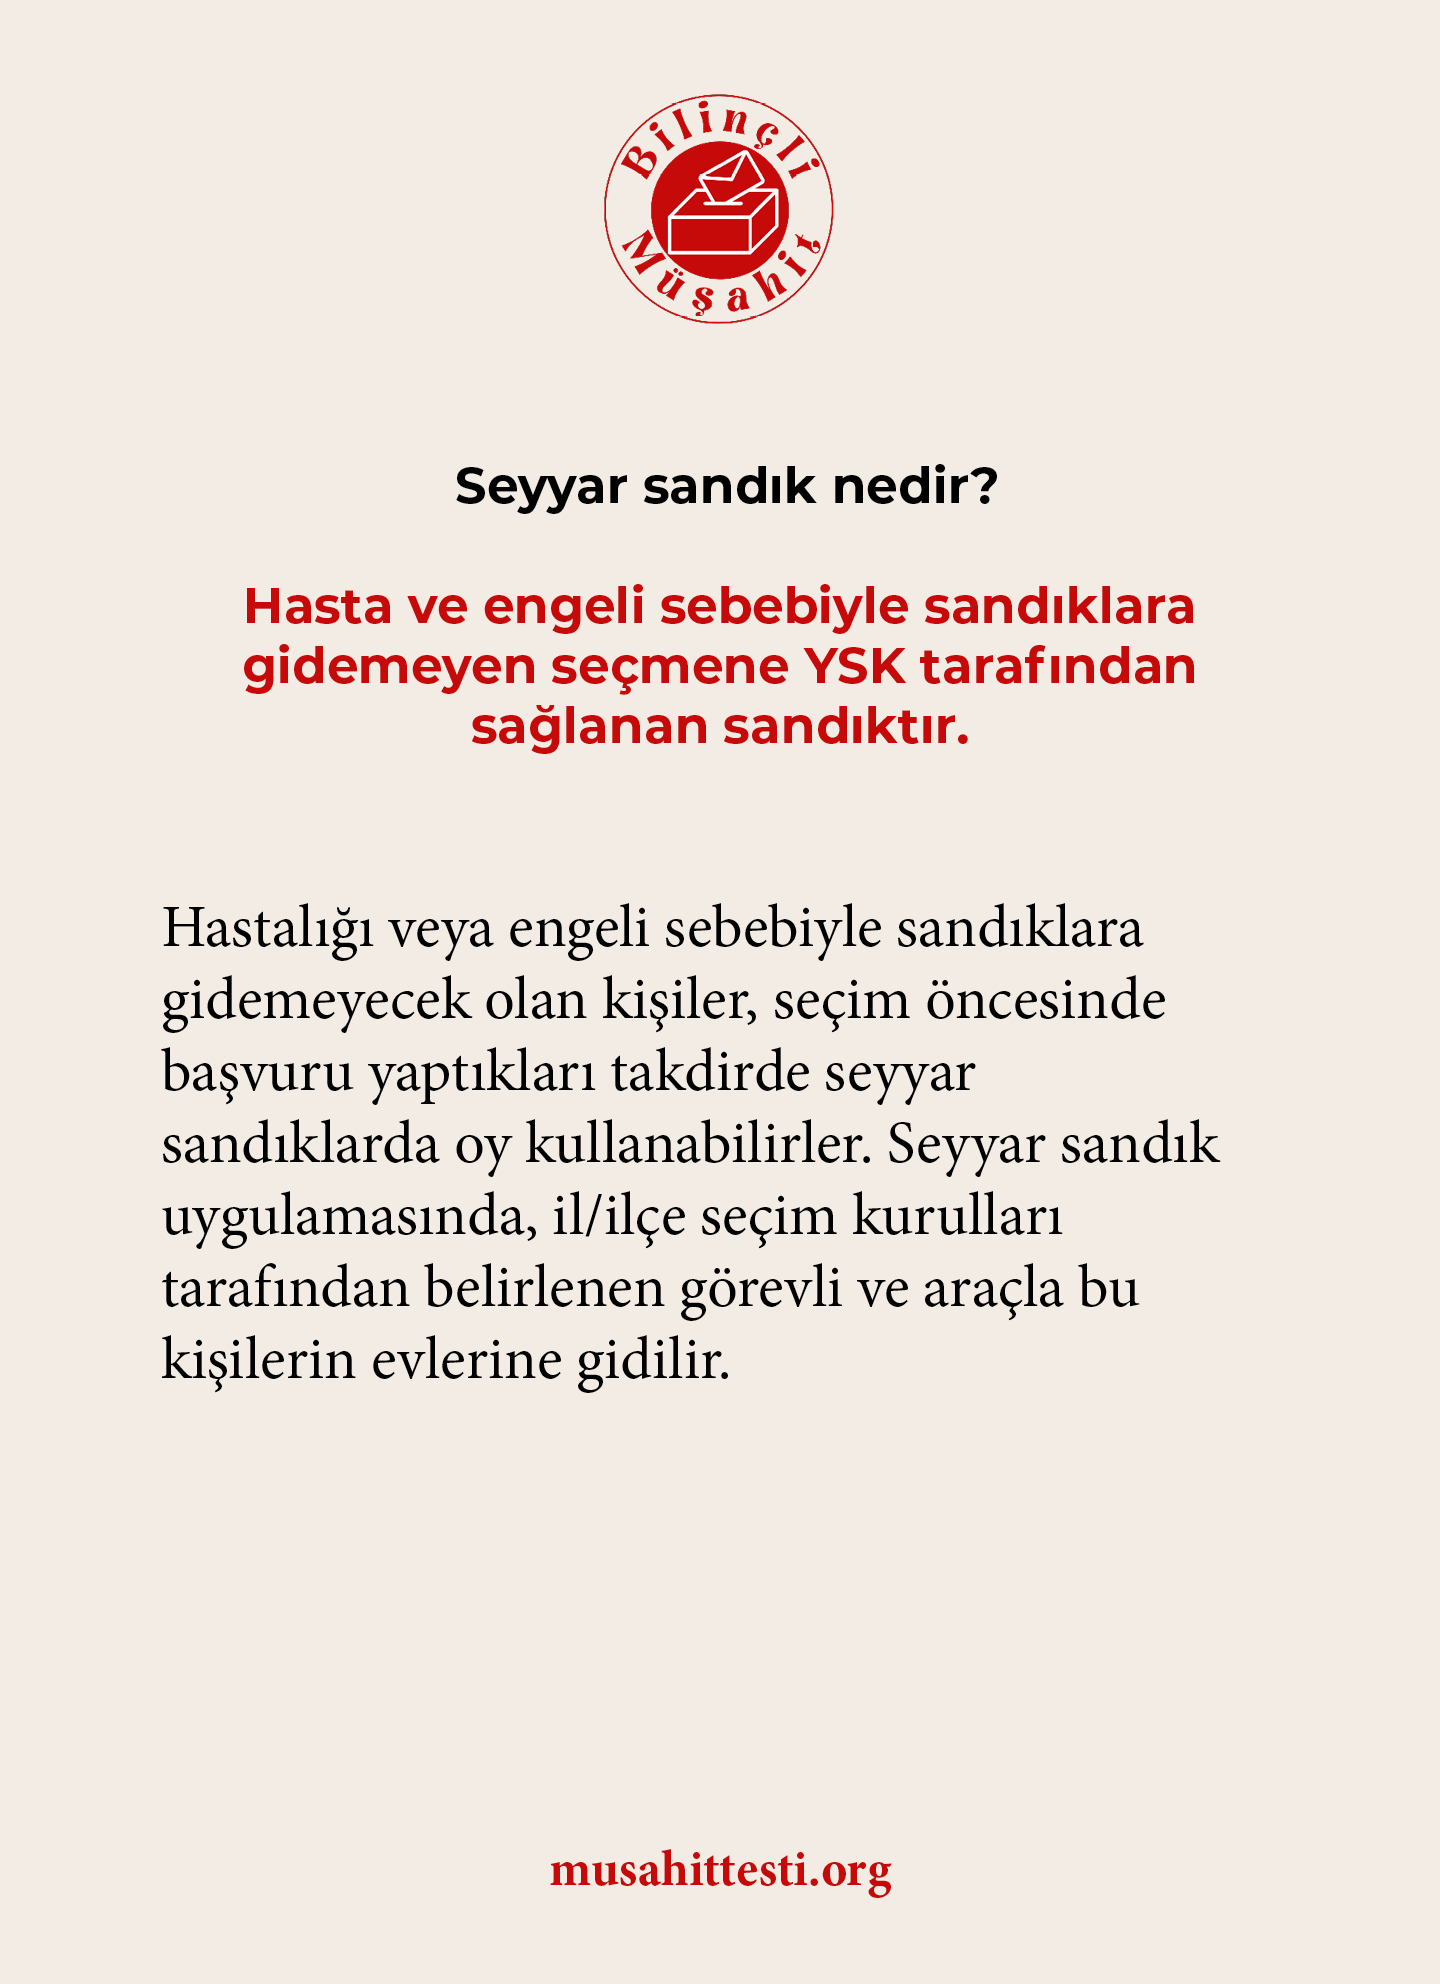 Bilinçli
Müşahit
Seyyar sandık nedir?
Hasta ve engeli sebebiyle sandıklara
gidemeyen seçmene YSK tarafından
sağlanan sandıktır.
Hastalığı veya engeli sebebiyle sandıklara
gidemeyecek olan kişiler, seçim öncesinde
başvuru yaptıkları takdirde seyyar
sandıklarda oy kullanabilirler. Seyyar sandık
uygulamasında, il/ilçe seçim kurulları
tarafından belirlenen görevli ve araçla bu
kişilerin evlerine gidilir.
musahittesti.org